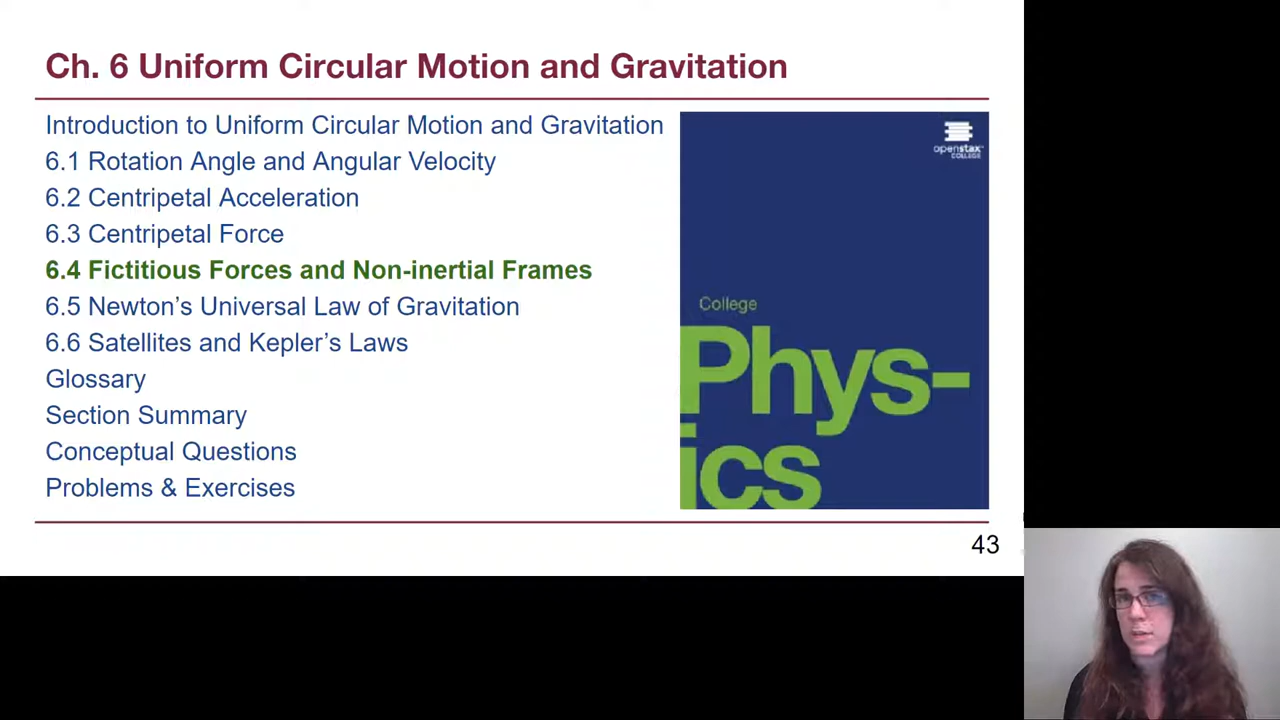 Ch. 6 Uniform Circular Motion and Gravitation
Introduction to Uniform Circular Motion and Gravitation
6.1 Rotation Angle and Angular Velocity
6.2 Centripetal Acceleration
6.3 Centripetal Force
6.4 Fictitious Forces and Non-inertial Frames
6.5 Newton’s Universal Law of Gravitation
6.6 Satellites and Kepler’s Laws
Glossary
Section Summary
Conceptual Questions
Problems & Exercises
openstax™
COLLEGE
College
Phys-
ics
43